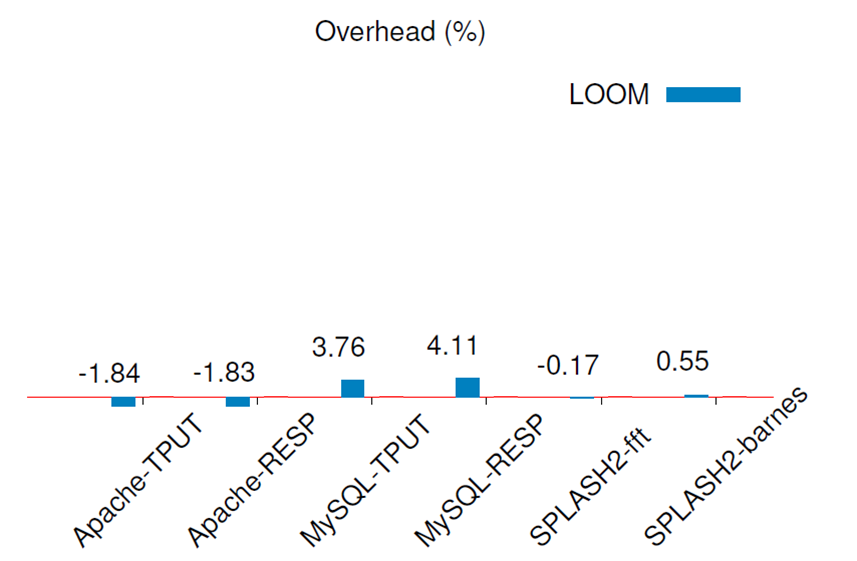 Overhead (%)
LOOM
-1.84
-1.83
3.76
4.11
-0.17
0.55
Apache-TPUT
Apache-RESP
MySQL-TPUT
MySQL-RESP
SPLASH2-fft
SPLASH2-barnes